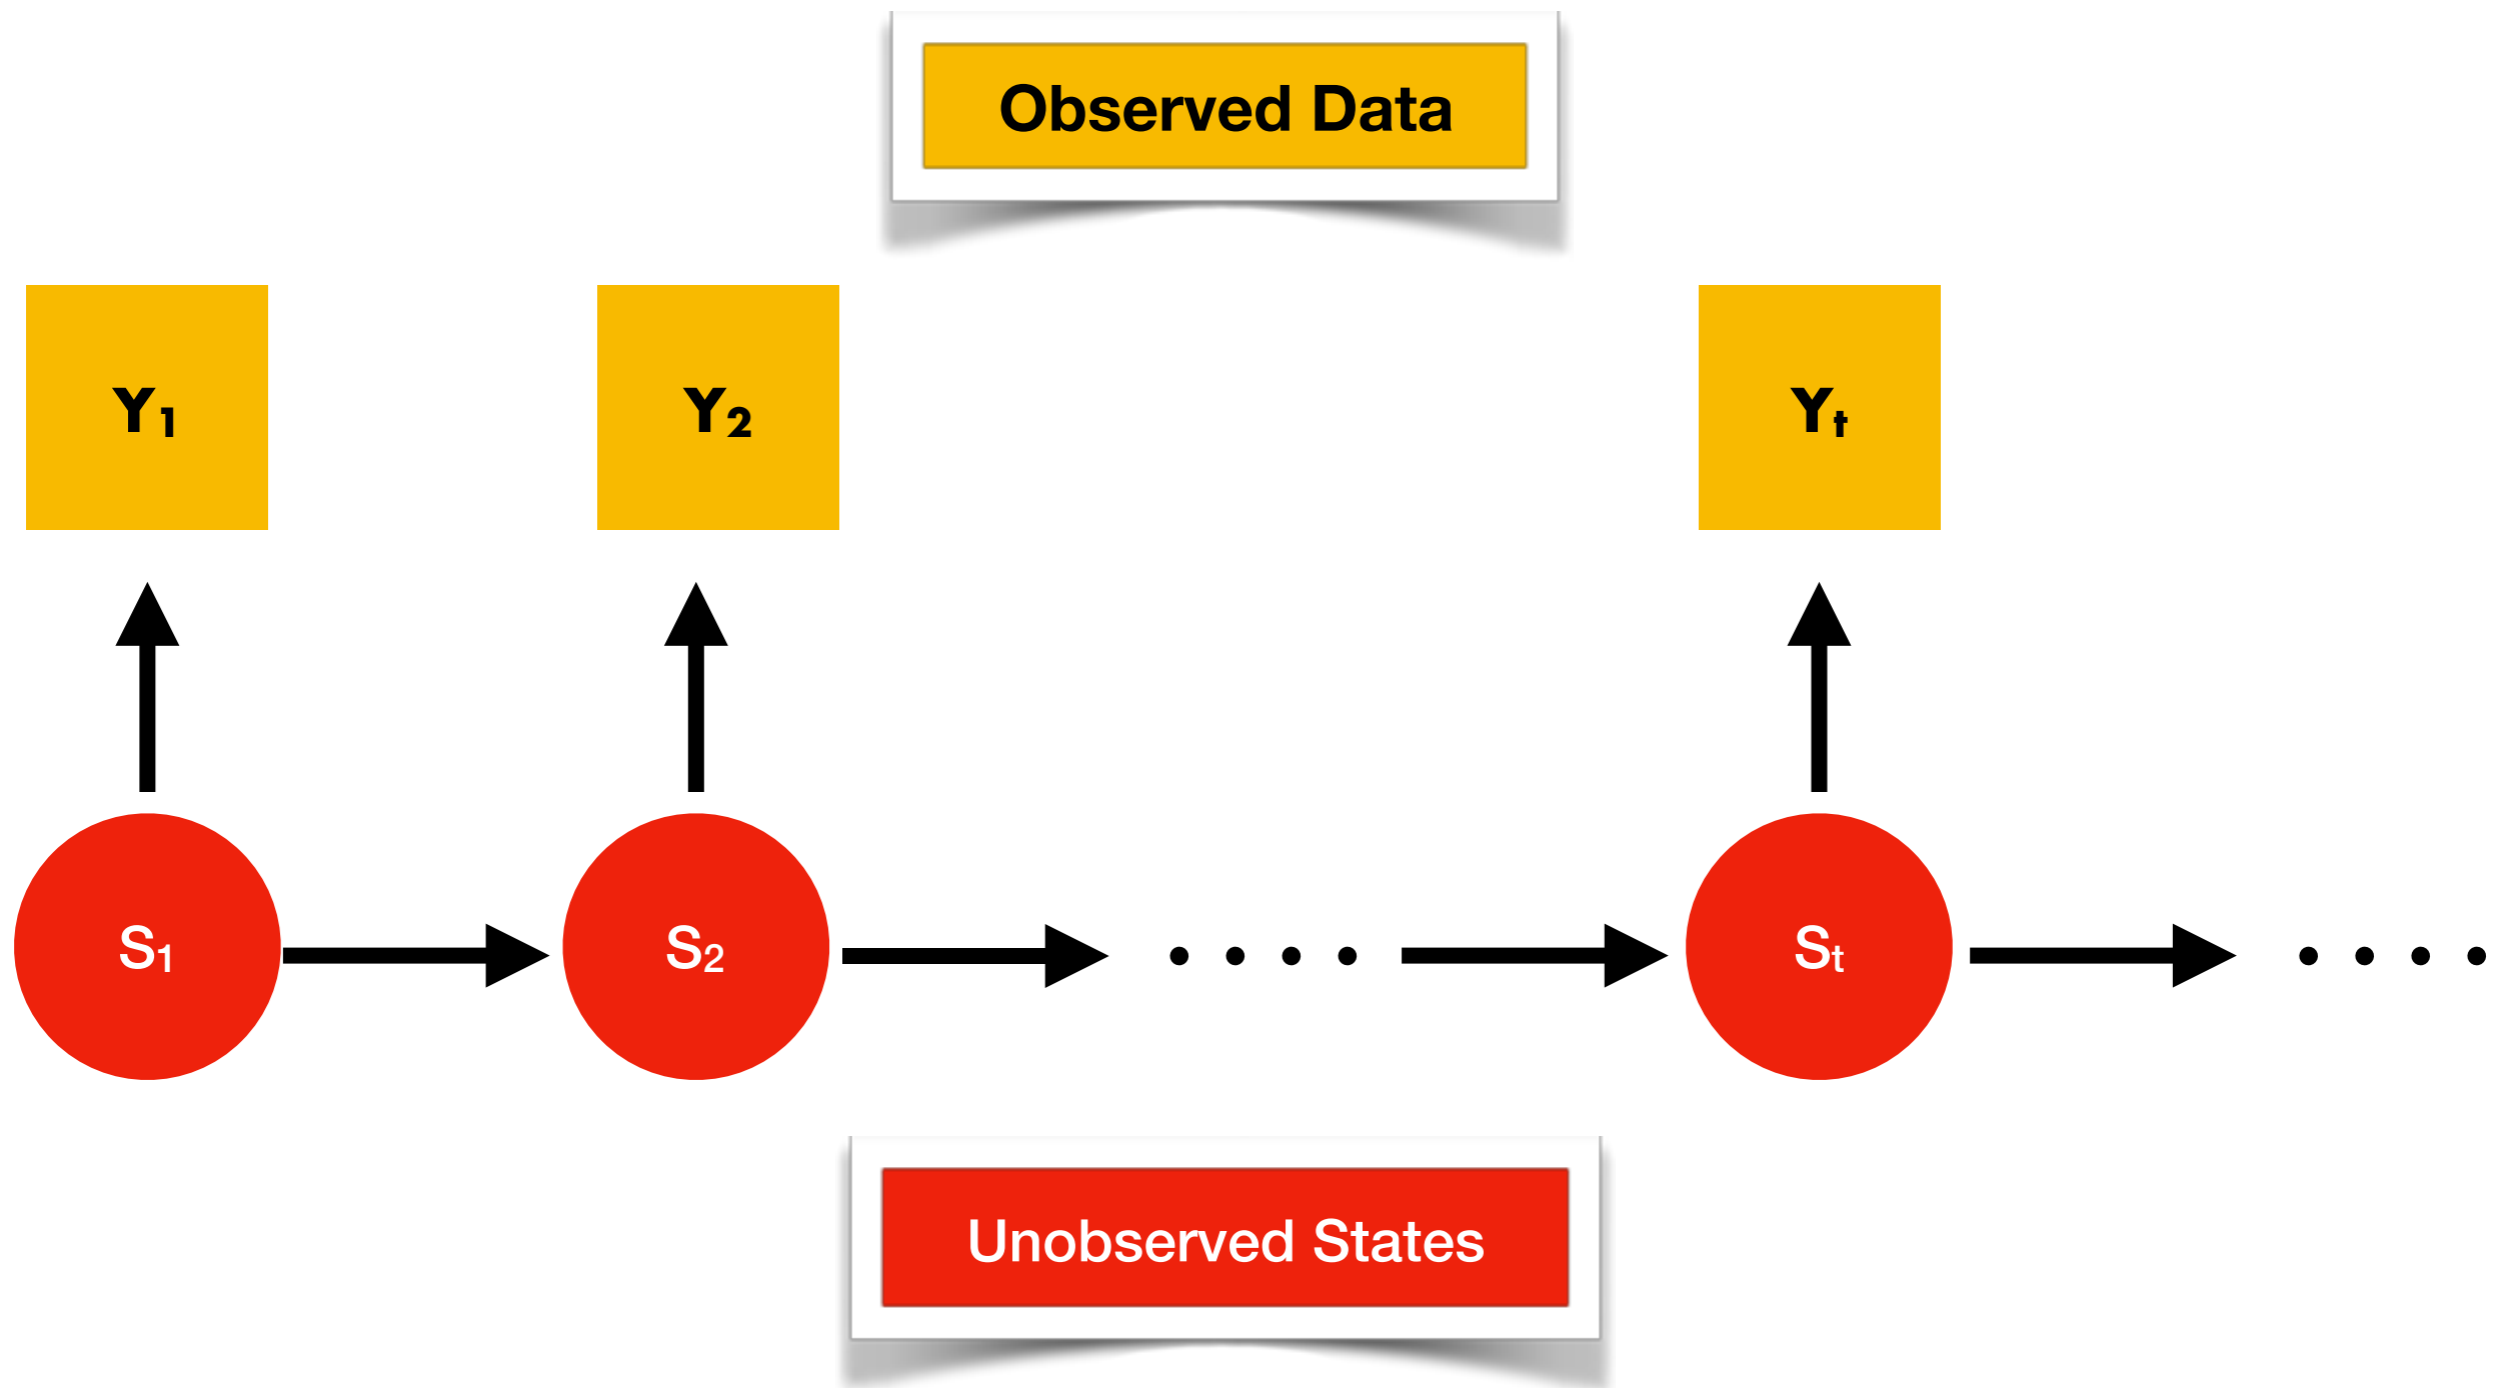 Observed Data
Y₁ Y₂ Yₜ
S₁ S₂ . . . . Sₜ . . . .
Unobserved States